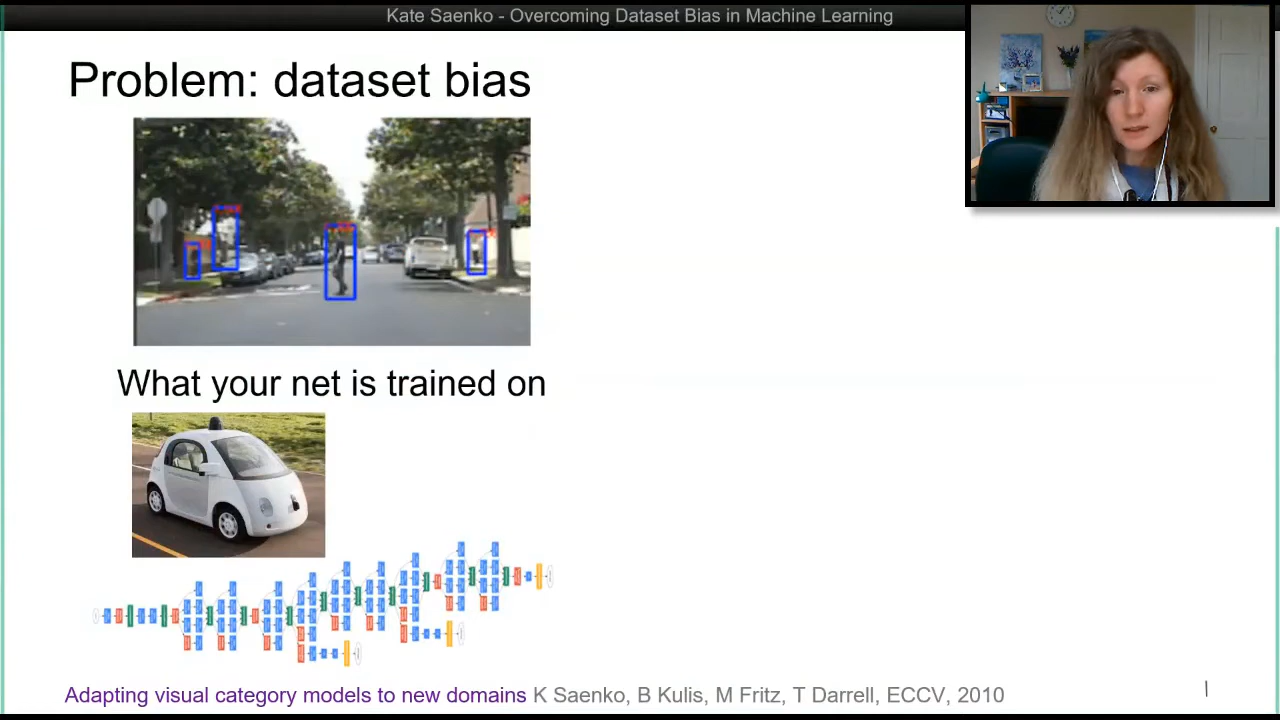 Kate Saenko - Overcoming Dataset Bias in Machine Learning
Problem: dataset bias
What your net is trained on
Adapting visual category models to new domains K Saenko, B Kulis, M Fritz, T Darrell, ECCV, 2010
1